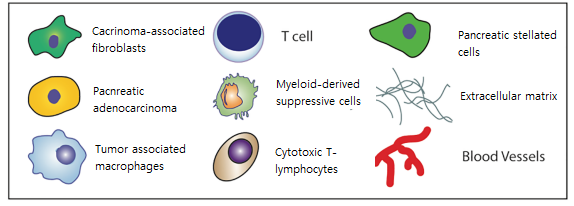 Cacrinoma-associated
fibroblasts
T cell
Pancreatic stellated
cells
Pacnreatic
adenocarcinoma
Myeloid-derived
suppressive cells
Extracellular matrix
Tumor associated
macrophages
Cytotoxic T-
lymphocytes
Blood Vessels